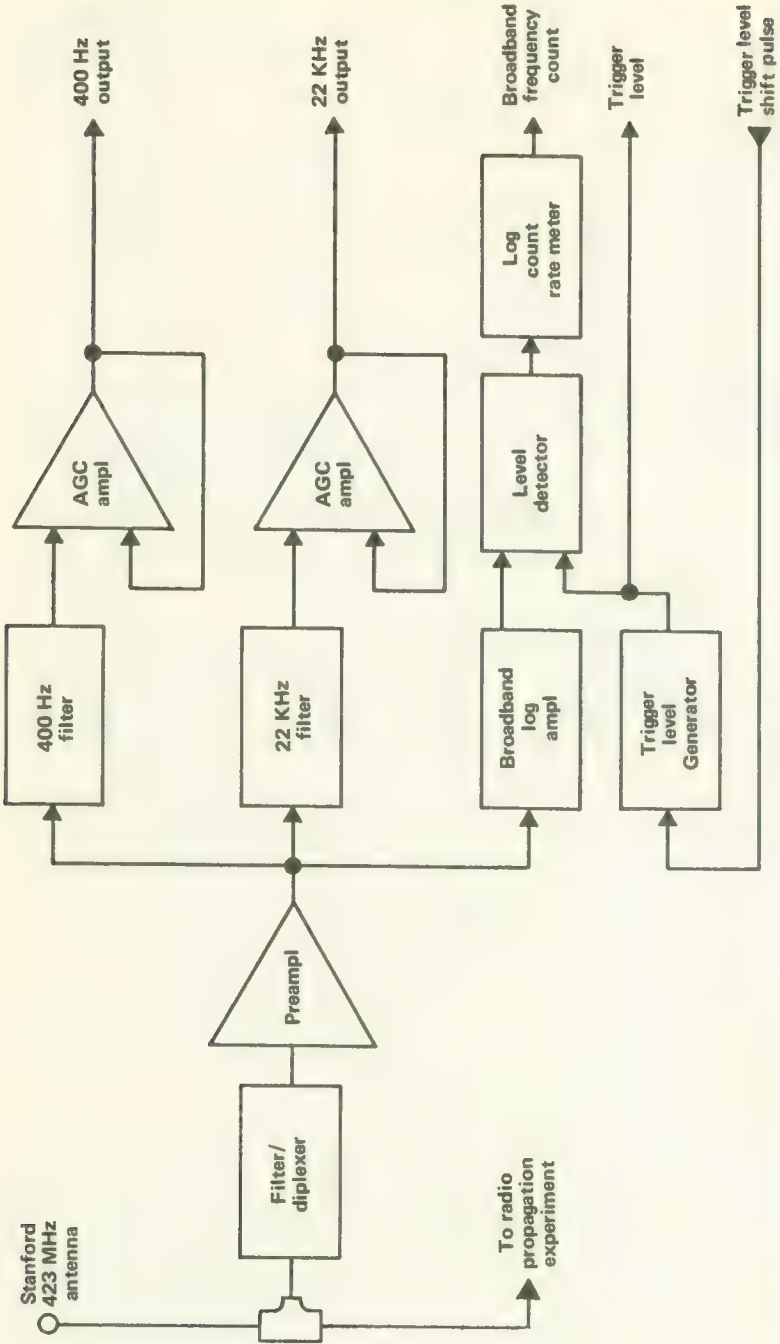 Stanford
423 MHz
antenna
Filter/
diplexer
To radio
propagation
experiment
Preampl
400 Hz
filter
AGC
ampl
400 Hz
output
22 KHz
filter
AGC
ampl
22 KHz
output
Broadband
log
ampl
Level
detector
Log
count
rate meter
Broadband
frequency
count
Trigger
level
Generator
Trigger
level
Trigger level
shift pulse